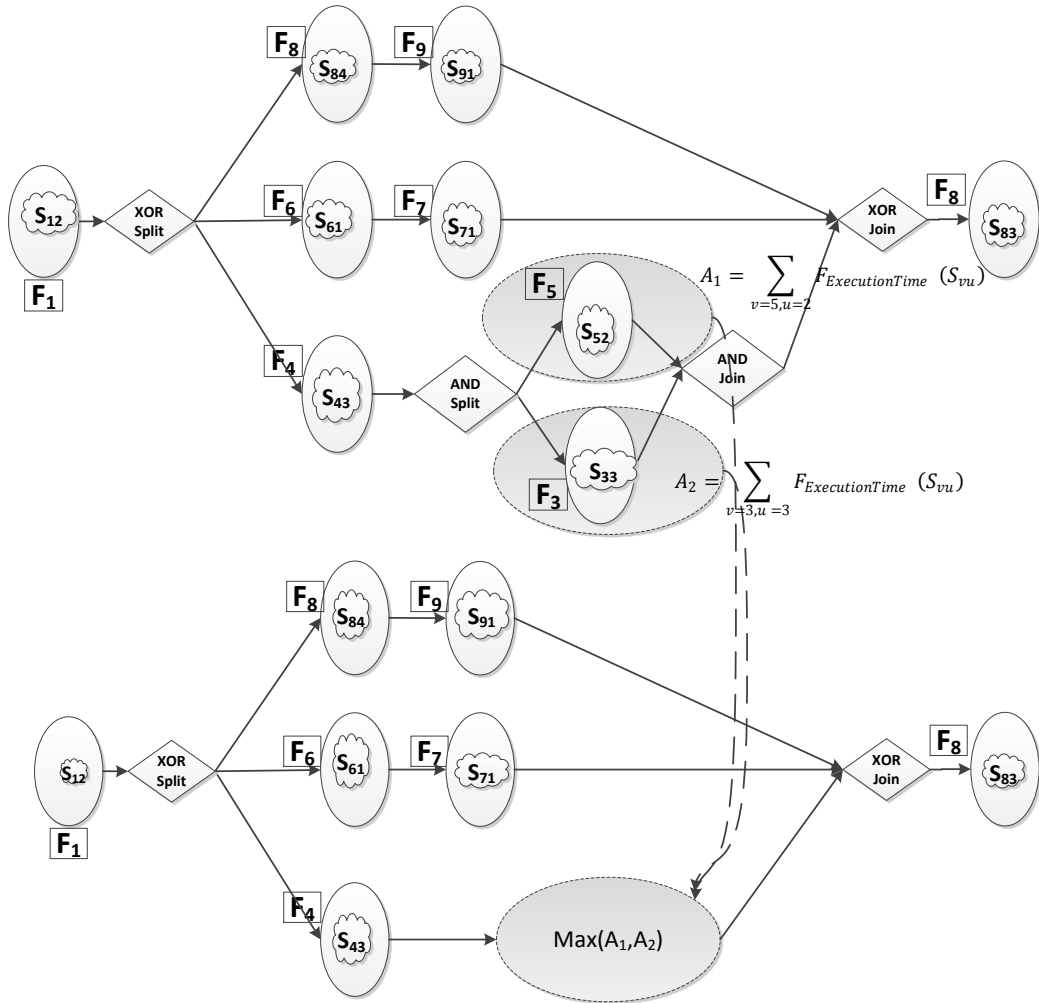 F8
F9
S84
S91
F6
F7
F8
S12
XOR
Split
S61
S71
XOR
Join
S83
F1
F5
A1 = ∑ FExecutionTime (Svu)
v=5,u=2
F4
S52
S43
AND
Split
AND
Join
S33
A2 = ∑ FExecutionTime (Svu)
F3
v=3,u =3
F8
F9
S84
S91
F6
F7
F8
S12
XOR
Split
S61
S71
XOR
Join
S83
F1
F4
S43
Max(A1,A2)